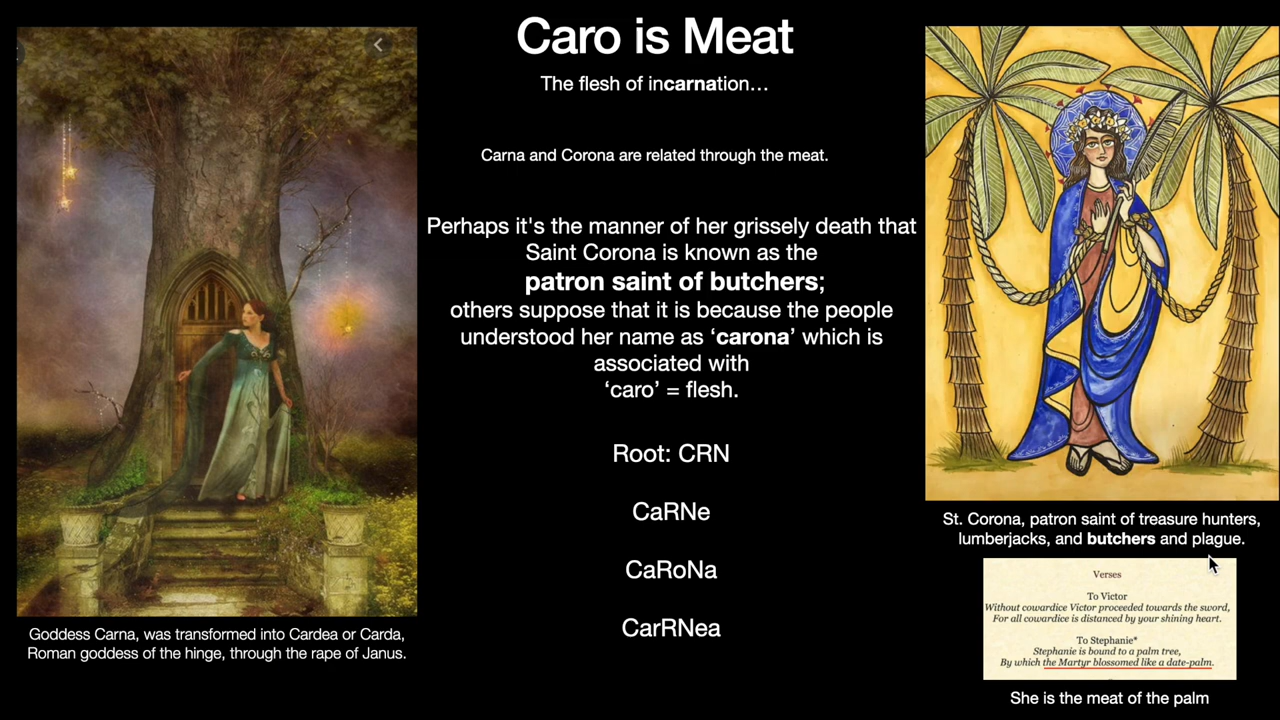 Caro is Meat
The flesh of incarnation…
Carna and Corona are related through the meat.
Perhaps it's the manner of her grissely death that
Saint Corona is known as the
patron saint of butchers;
others suppose that it is because the people
understood her name as ‘carona’ which is
associated with
‘caro’ = flesh.
Root: CRN
CaRNe
CaRoNa
CarRNea
Goddess Carna, was transformed into Cardea or Carda,
Roman goddess of the hinge, through the rape of Janus.
St. Corona, patron saint of treasure hunters,
lumberjacks, and butchers and plague.
Verses
To Victor
Without cowardice Victor proceeded towards the sword,
For all cowardice is distanced by your shining heart.
To Stephanie*
Stephanie is bound to a palm tree,
By which the Martyr blossomed like a date-palm.
She is the meat of the palm